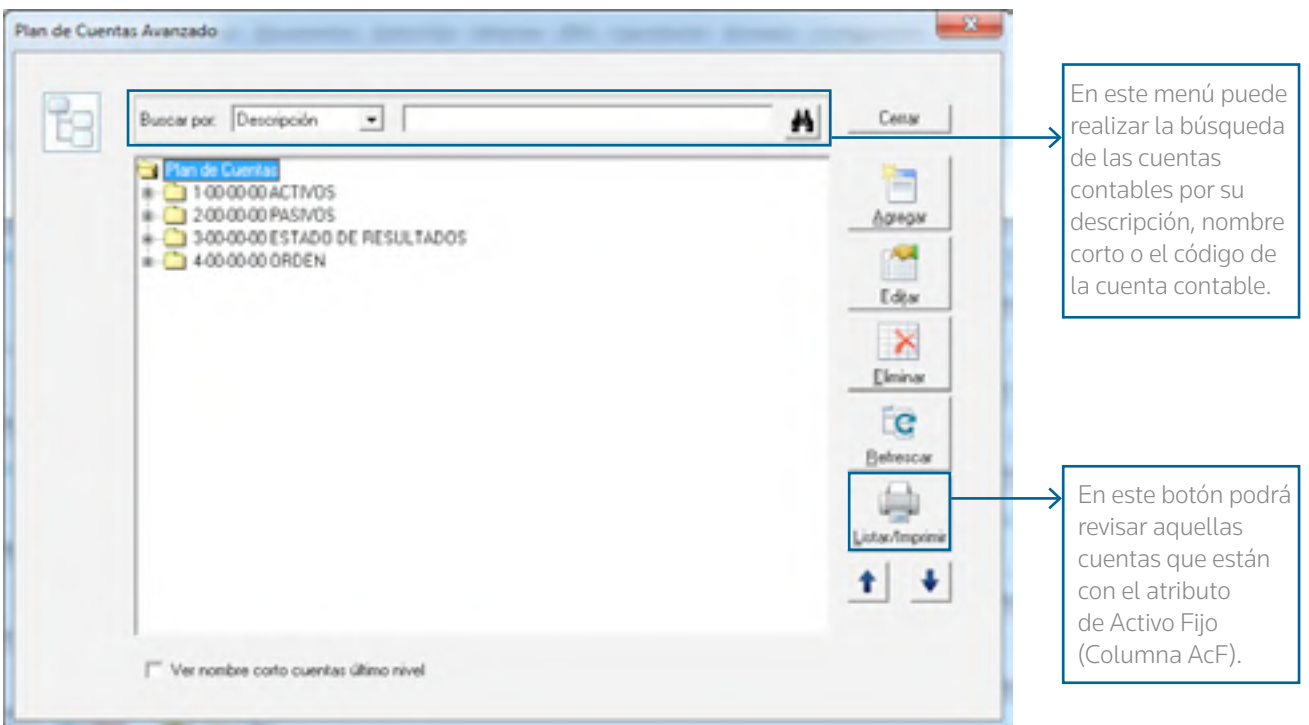 Plan de Cuentas Avanzado
Buscar por: Descripción
Cerrar
Plan de Cuentas
1-00-00-00 ACTIVOS
2-00-00-00 PASIVOS
3-00-00-00 ESTADO DE RESULTADOS
4-00-00-00 ORDEN
Agregar
Editar
Eliminar
Refrescar
Listar/Imprimir
Ver nombre corto cuentas último nivel
En este menú puede
realizar la búsqueda
de las cuentas
contables por su
descripción, nombre
corto o el código de
la cuenta contable.
En este botón podrá
revisar aquellas
cuentas que están
con el atributo
de Activo Fijo
(Columna AcF).